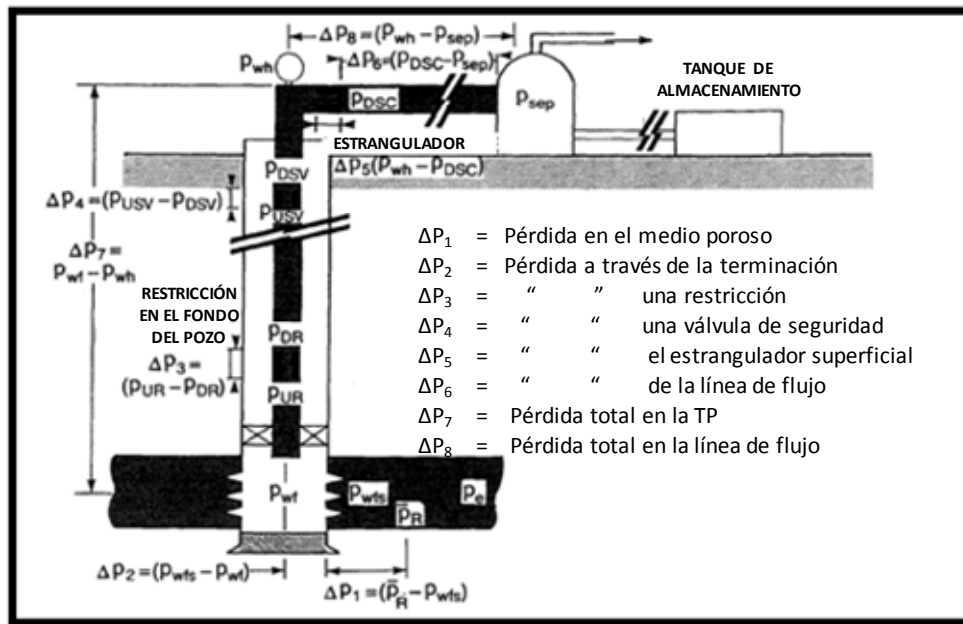 ΔP8=(Pwh-Psep)
Pwh
ΔP6=(PDSC-Psep)
PDSC
Psep
TANQUE DE
ALMACENAMIENTO
ESTRANGULADOR
ΔP5(Pwh-PDSC)
PDSV
ΔP4=(PUSV-PDSV)
PUSV
ΔP7=
Pwf-Pwh
ΔP1 = Pérdida en el medio poroso
ΔP2 = Pérdida a través de la terminación
ΔP3 = “ ” una restricción
ΔP4 = “ “ una válvula de seguridad
ΔP5 = “ “ el estrangulador superficial
ΔP6 = “ “ de la línea de flujo
ΔP7 = Pérdida total en la TP
ΔP8 = Pérdida total en la línea de flujo
RESTRICCIÓN
EN EL FONDO
DEL POZO
PDR
ΔP3=
(PUR-PDR)
PUR
Pwf
Pwfs
Pe
P̄R
ΔP2=(Pwfs-Pwf)
ΔP1=(P̄R-Pwfs)